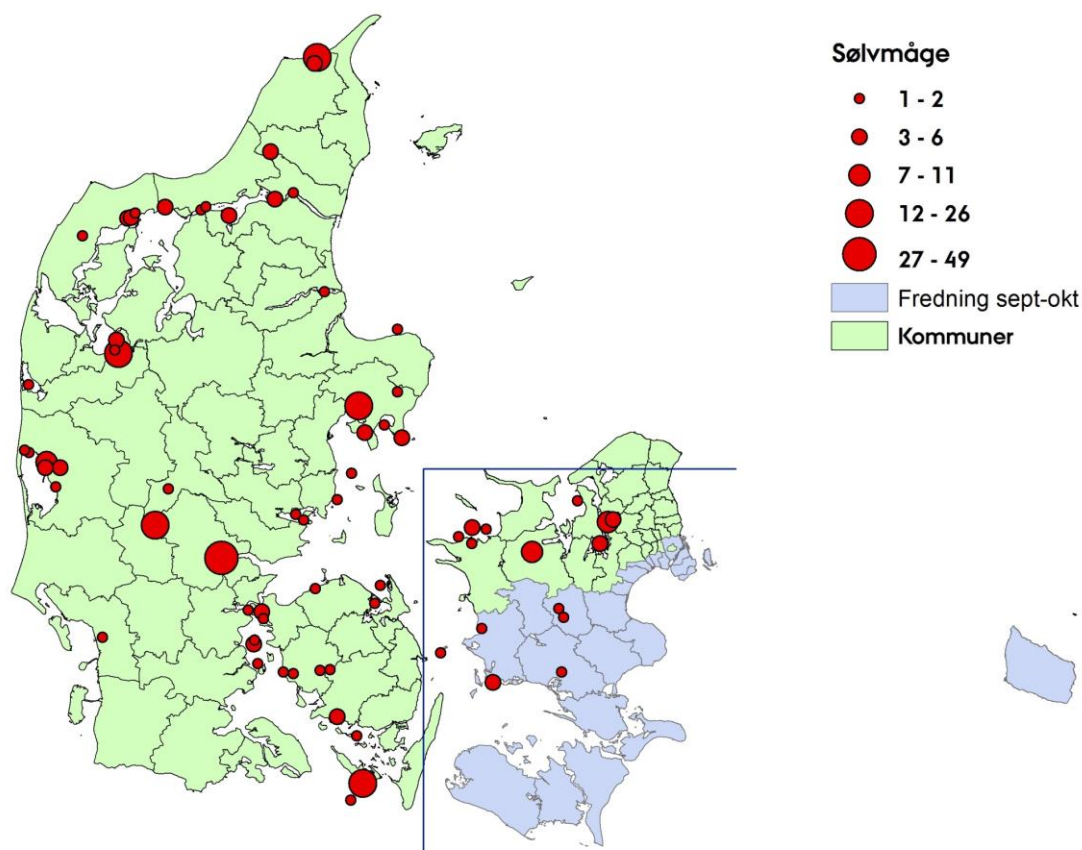 Sølvmåge
1 - 2
3 - 6
7 - 11
12 - 26
27 - 49
Fredning sept-okt
Kommuner